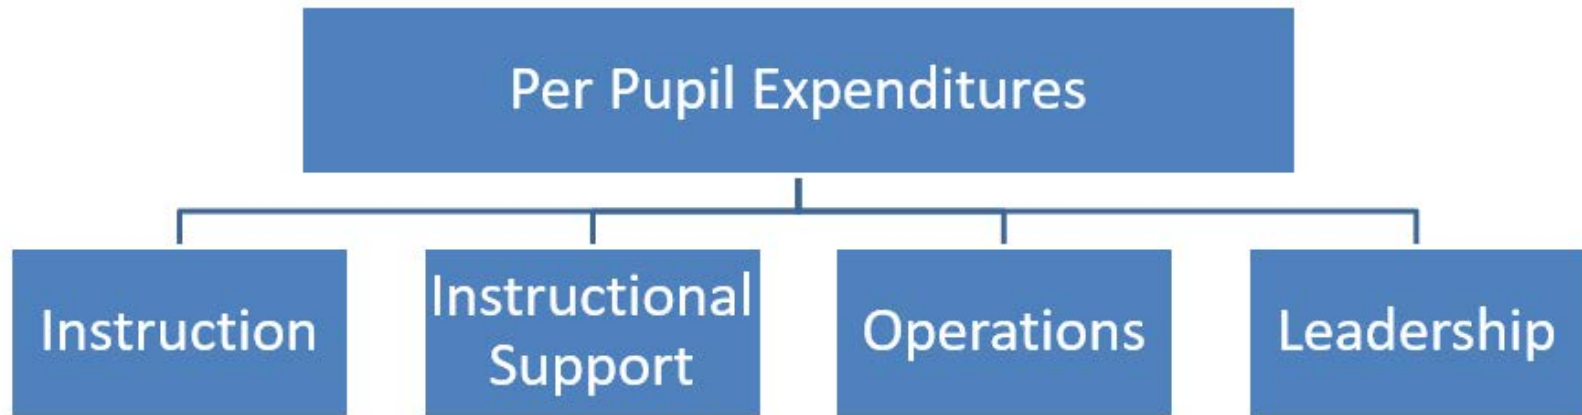 Per Pupil Expenditures
Instruction
Instructional
Support
Operations
Leadership